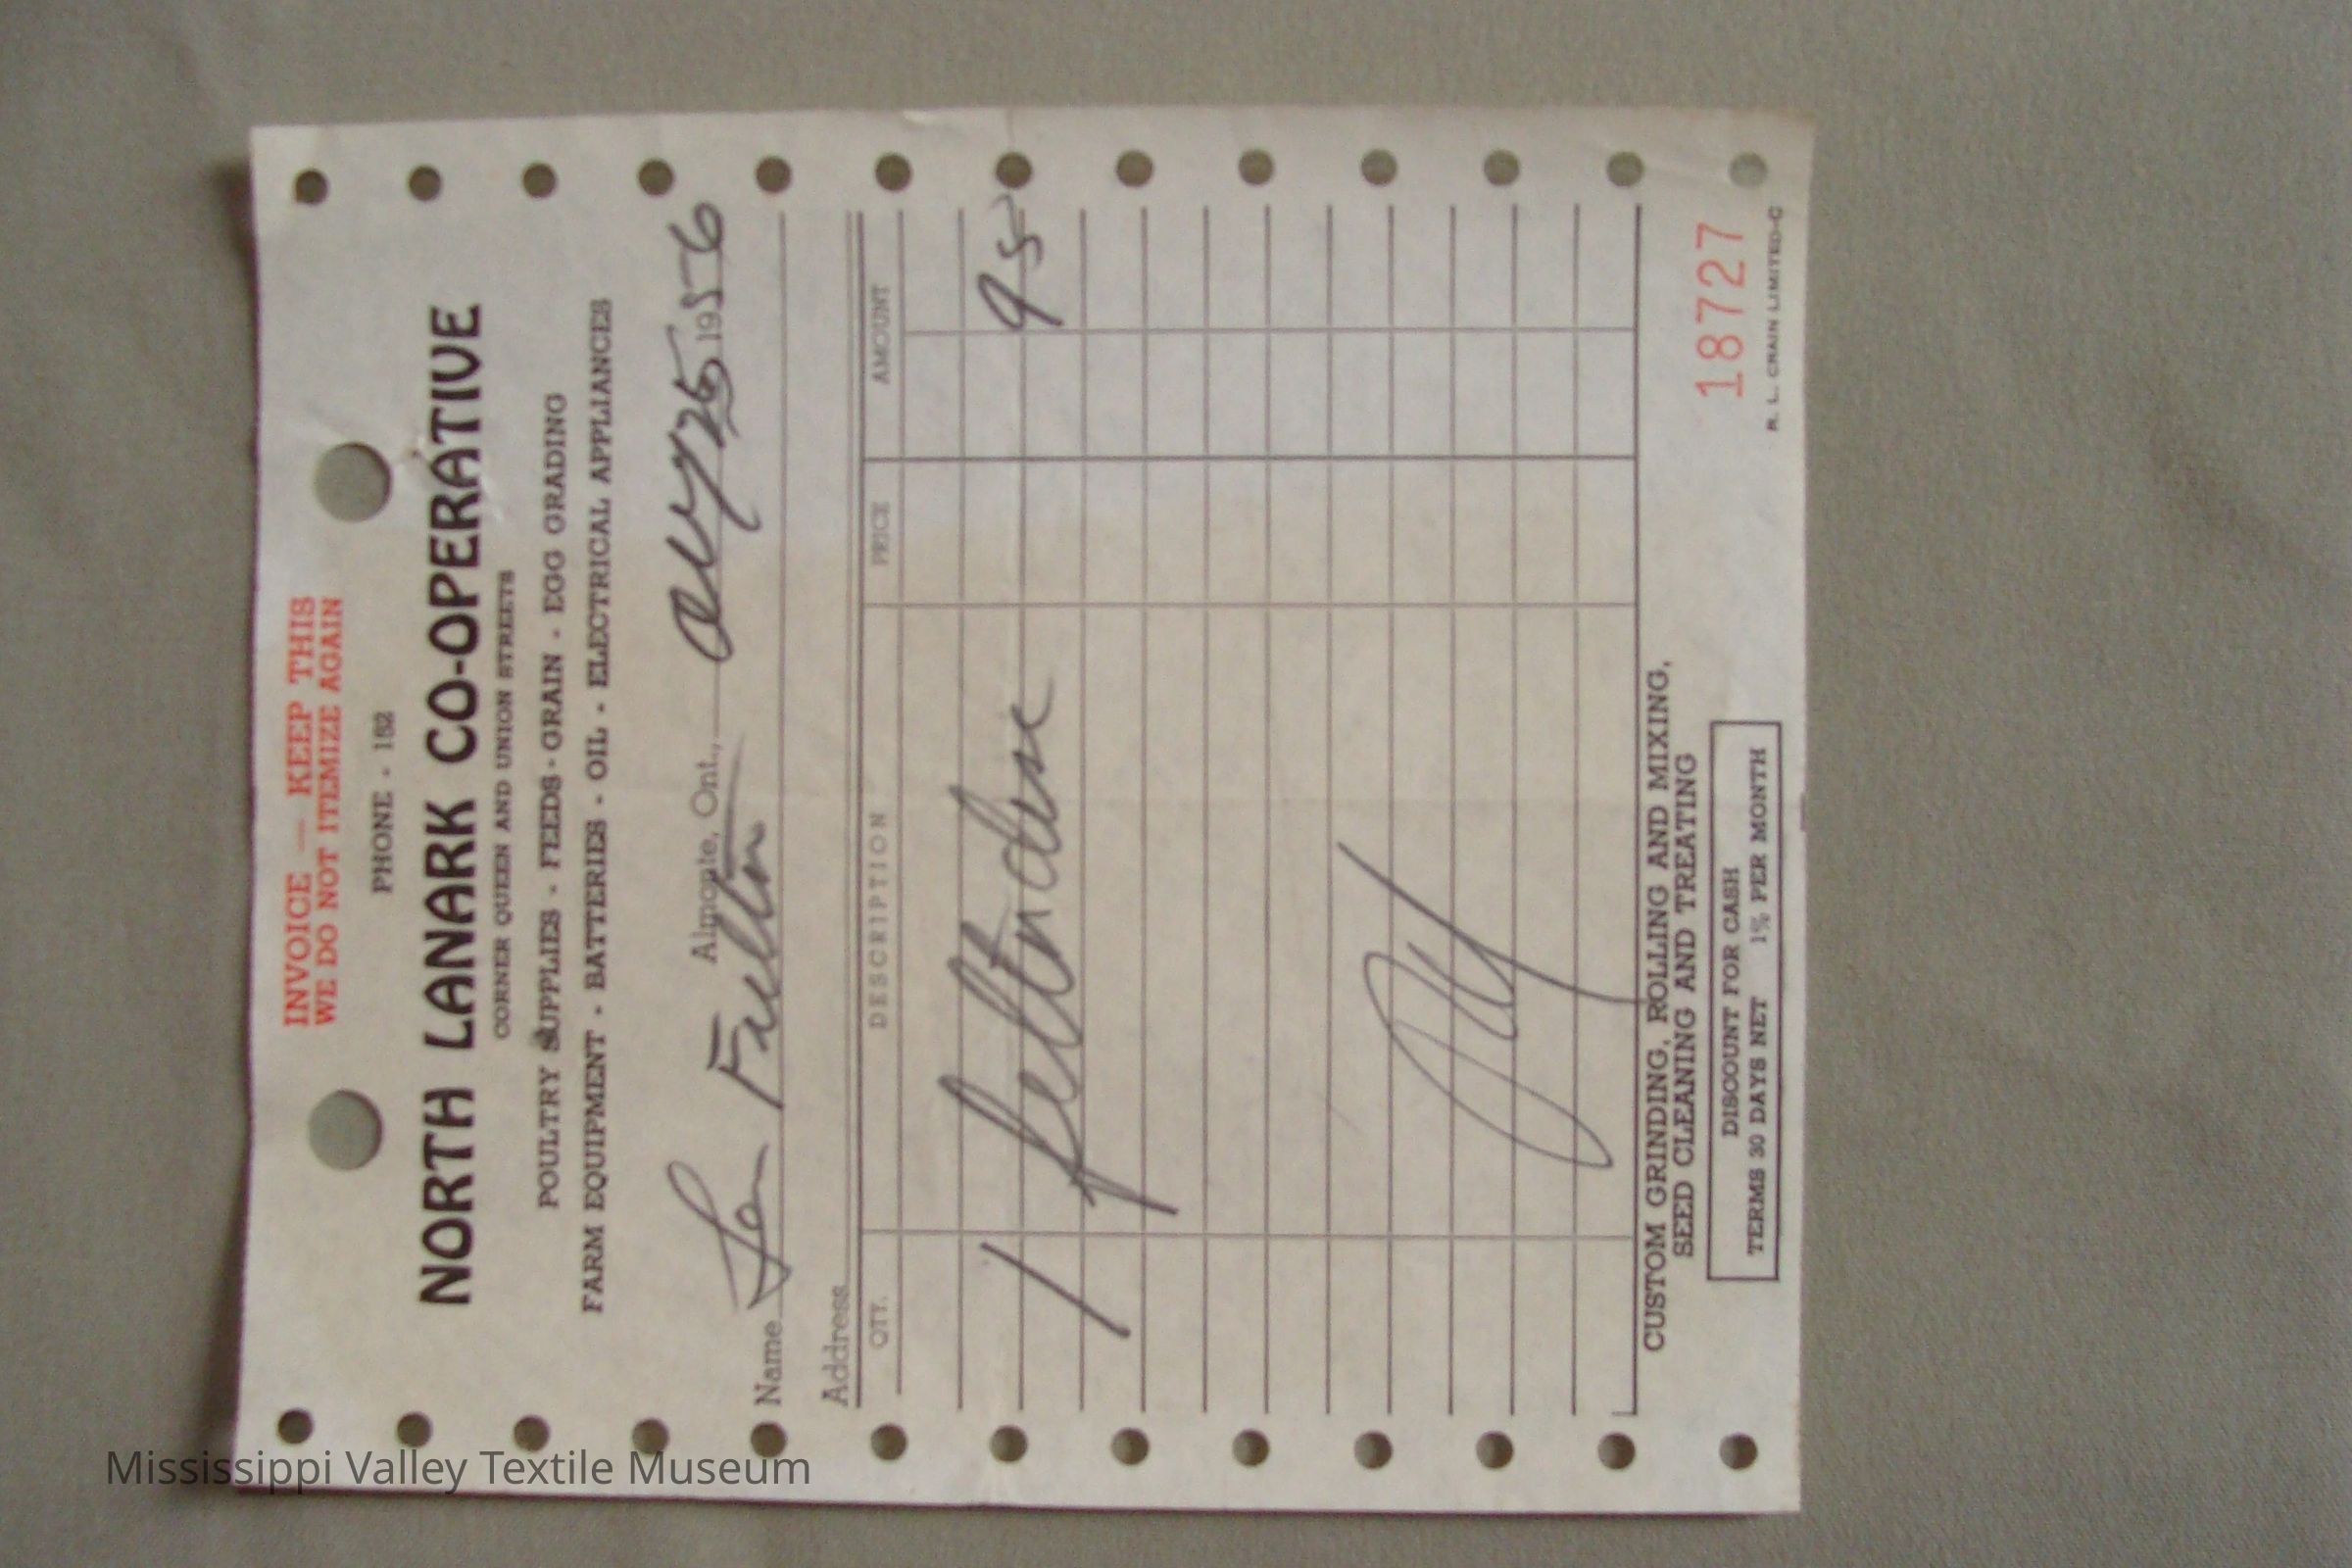 INVOICE — KEEP THIS
WE DO NOT ITEMIZE AGAIN
PHONE - 182
NORTH LANARK CO-OPERATIVE
CORNER QUEEN AND UNION STREETS
POULTRY SUPPLIES - FEEDS - GRAIN - EGG GRADING
FARM EQUIPMENT - BATTERIES - OIL - ELECTRICAL APPLIANCES
Almonte, Ont., 1956
Name Fulton
Address
QTY. DESCRIPTION PRICE AMOUNT
1 95
CUSTOM GRINDING, ROLLING AND MIXING,
SEED CLEANING AND TREATING
18727
DISCOUNT FOR CASH
TERMS 30 DAYS NET 1% PER MONTH
R. L. CRAIN LIMITED-C
Mississippi Valley Textile Museum